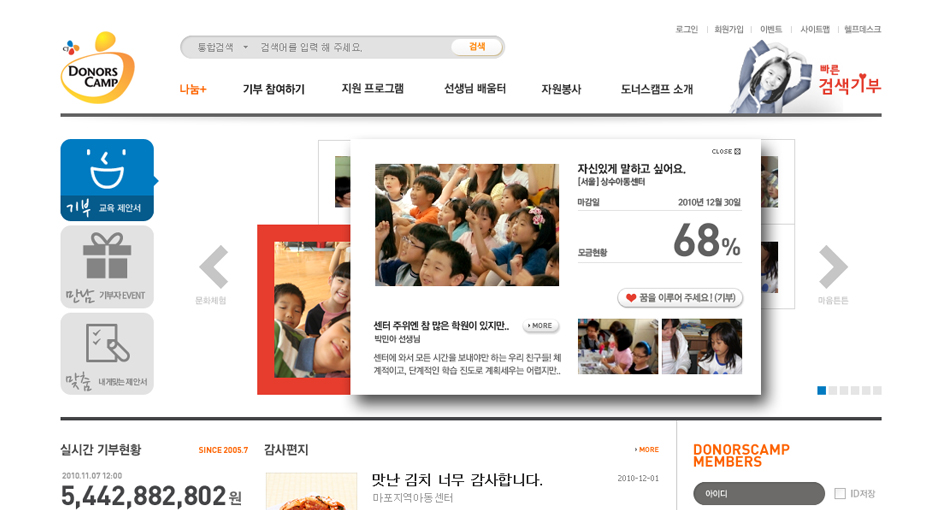 로그인 | 회원가입 | 이벤트 | 사이트맵 | 헬프데스크
CJ
DONORS
CAMP
통합검색
검색어를 입력 해 주세요.
검색
나눔+
기부 참여하기
지원 프로그램
선생님 배움터
자원봉사
도너스캠프 소개
빠른
검색기부
기부 교육 제안서
만남 기부자 EVENT
맞춤 내게맞는 제안서
문화체험
CLOSE
자신있게 말하고 싶어요.
[서울] 상수아동센터
마감일
2010년 12월 30일
모금현황
68%
꿈을 이루어 주세요! (기부)
센터 주위엔 참 많은 학원이 있지만..
MORE
박민아 선생님
센터에 와서 모든 시간을 보내야만 하는 우리 친구들! 체
계적이고, 단계적인 학습 진도로 계획세우는 어렵지만..
마음튼튼
실시간 기부현황
SINCE 2005.7
2010.11.07 12:00
5,442,882,802 원
감사편지
MORE
맛난 김치 너무 감사합니다.
2010-12-01
마포지역아동센터
DONORSCAMP
MEMBERS
아이디
ID저장